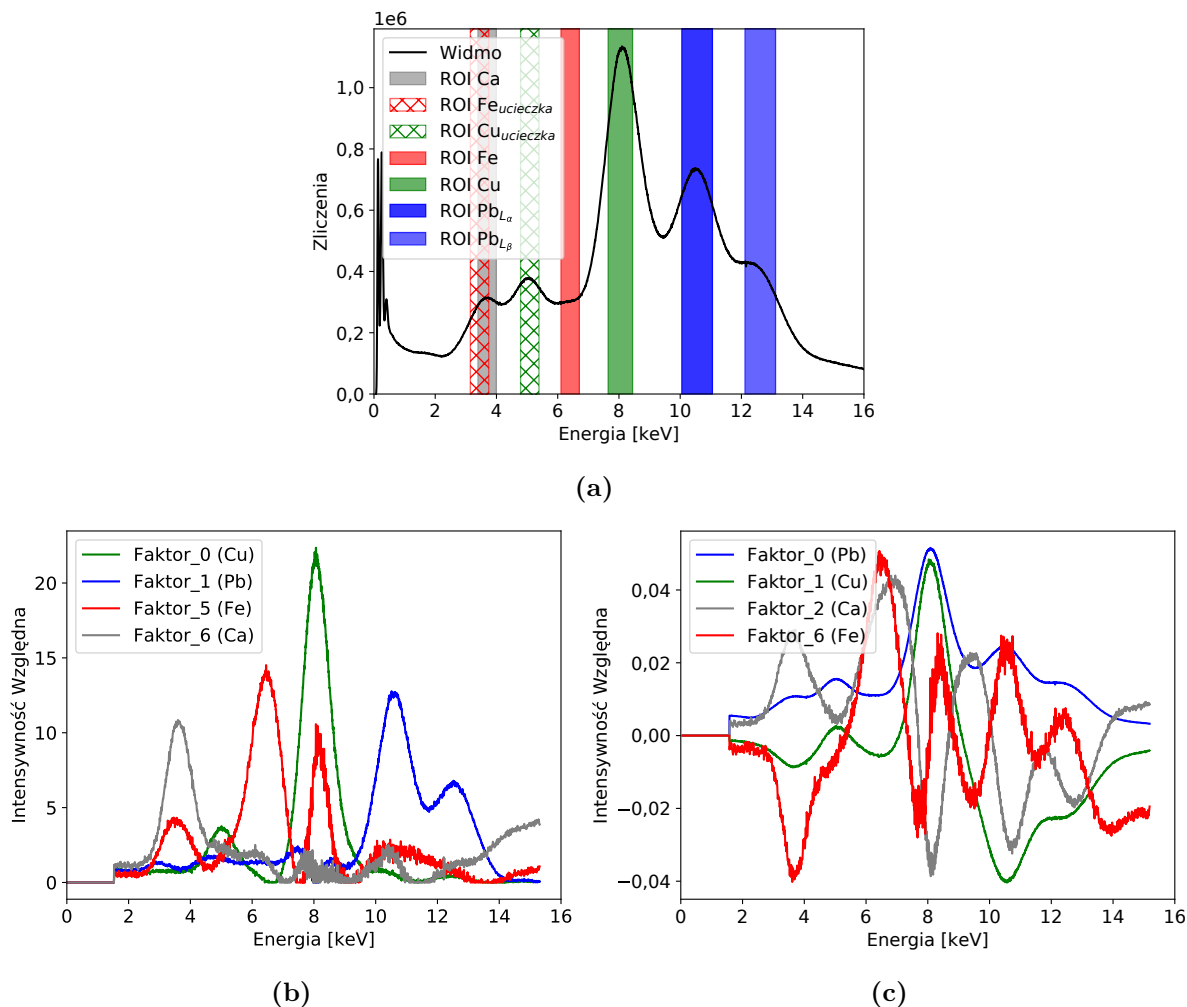 1e6
Zliczenia
1,0
0,8
0,6
0,4
0,2
0,0
Widmo
ROI Ca
ROI Fe_ucieczka
ROI Cu_ucieczka
ROI Fe
ROI Cu
ROI Pb_Lα
ROI Pb_Lβ
0 2 4 6 8 10 12 14 16
Energia [keV]
(a)
Intensywność Względna
20
15
10
5
0
Faktor_0 (Cu)
Faktor_1 (Pb)
Faktor_5 (Fe)
Faktor_6 (Ca)
0 2 4 6 8 10 12 14 16
Energia [keV]
(b)
Intensywność Względna
0,04
0,02
0,00
−0,02
−0,04
Faktor_0 (Pb)
Faktor_1 (Cu)
Faktor_2 (Ca)
Faktor_6 (Fe)
0 2 4 6 8 10 12 14 16
Energia [keV]
(c)